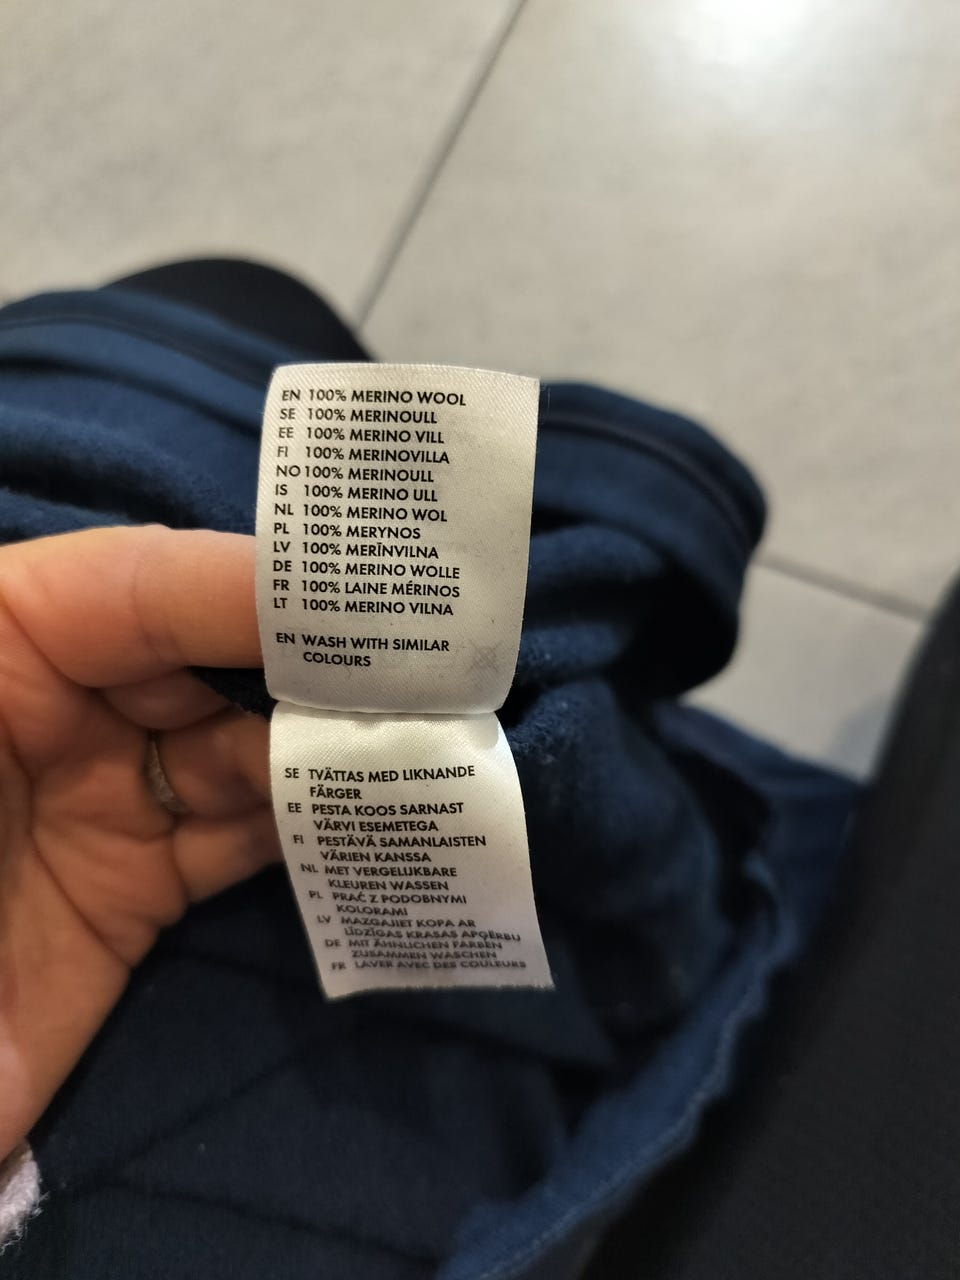 EN 100% MERINO WOOL
SE 100% MERINOULL
EE 100% MERINO VILL
FI 100% MERINOVILLA
NO 100% MERINOULL
IS 100% MERINO ULL
NL 100% MERINO WOL
PL 100% MERYNOS
LV 100% MERĪNVILNA
DE 100% MERINO WOLLE
FR 100% LAINE MÉRINOS
LT 100% MERINO VILNA
EN WASH WITH SIMILAR
COLOURS
SE TVÄTTAS MED LIKNANDE
FÄRGER
EE PESTA KOOS SARNAST
VÄRVI ESEMETEGA
FI PESTÄVÄ SAMANLAISTEN
VÄRIEN KANSSA
NL MET VERGELIJKBARE
KLEUREN WASSEN
PL PRAĆ Z PODOBNYMI
KOLORAMI
LV MAZGAJIET KOPA AR
LĪDZĪGAS KRASAS APĢĒRBU
DE MIT ÄHNLICHEN FARBEN
ZUSAMMEN WASCHEN
FR LAVER AVEC DES COULEURS